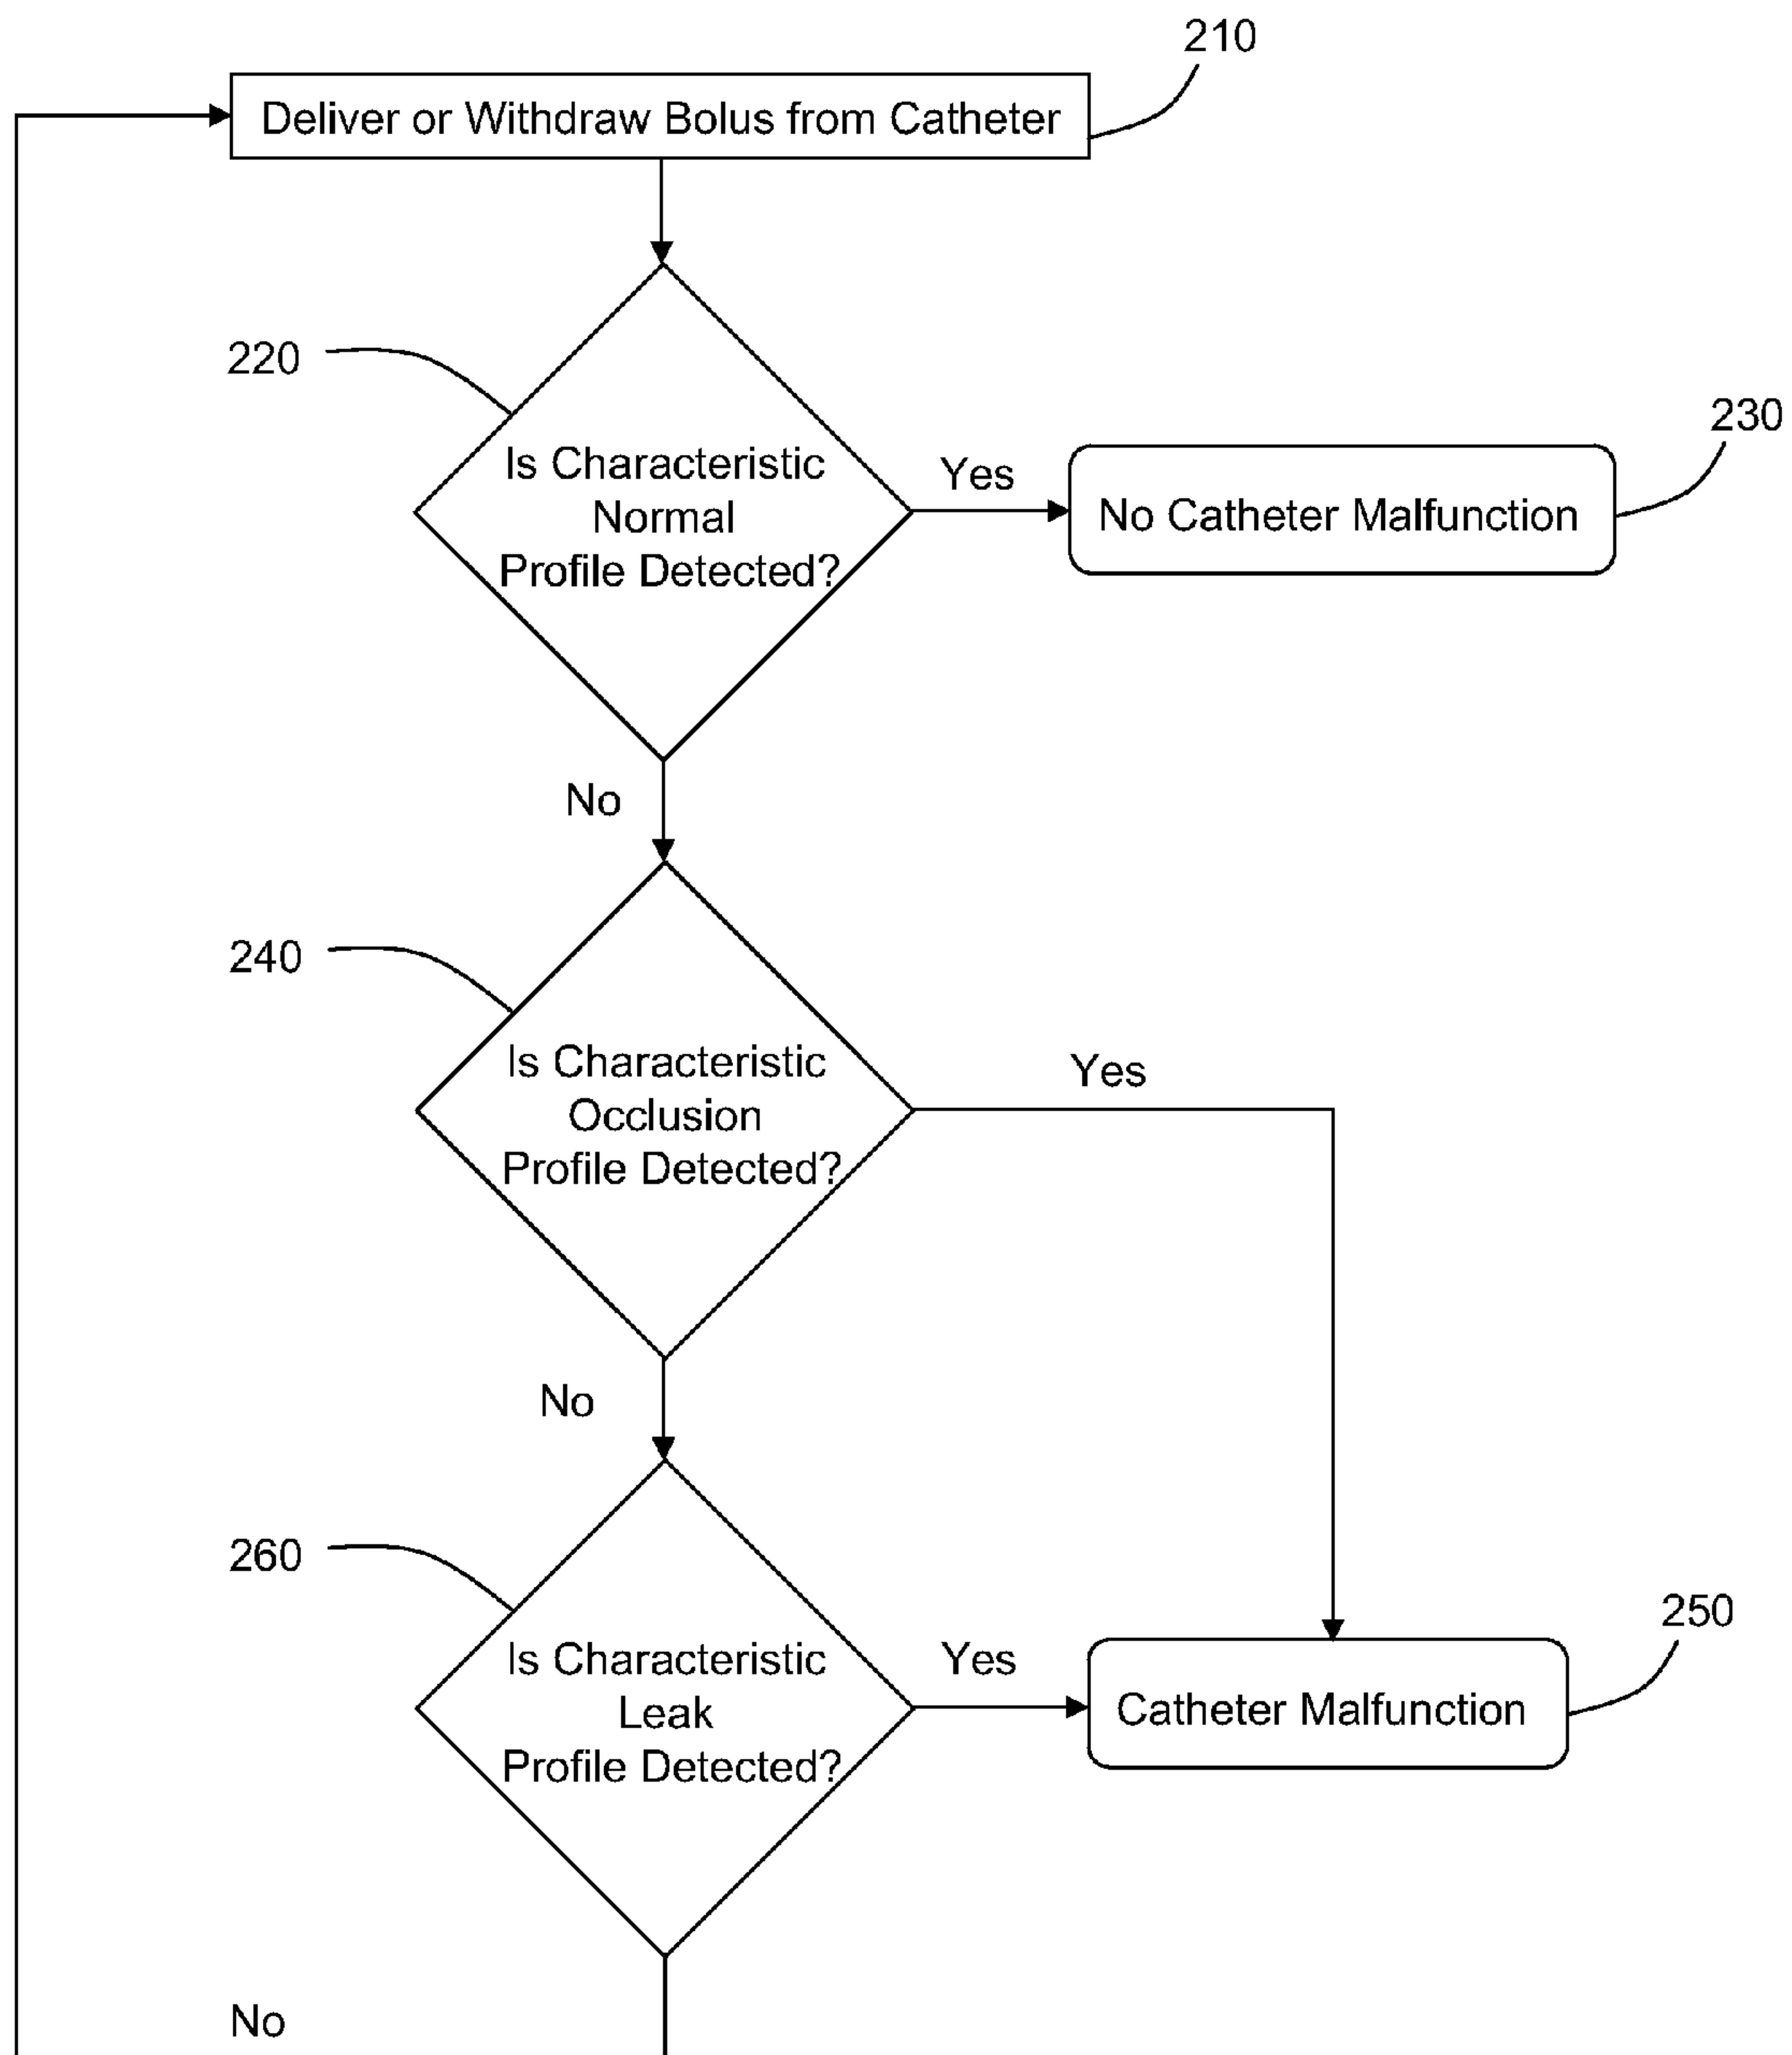 210
Deliver or Withdraw Bolus from Catheter
220
Is Characteristic
Normal
Profile Detected?
Yes
230
No Catheter Malfunction
No
240
Is Characteristic
Occlusion
Profile Detected?
Yes
No
260
Is Characteristic
Leak
Profile Detected?
Yes
250
Catheter Malfunction
No